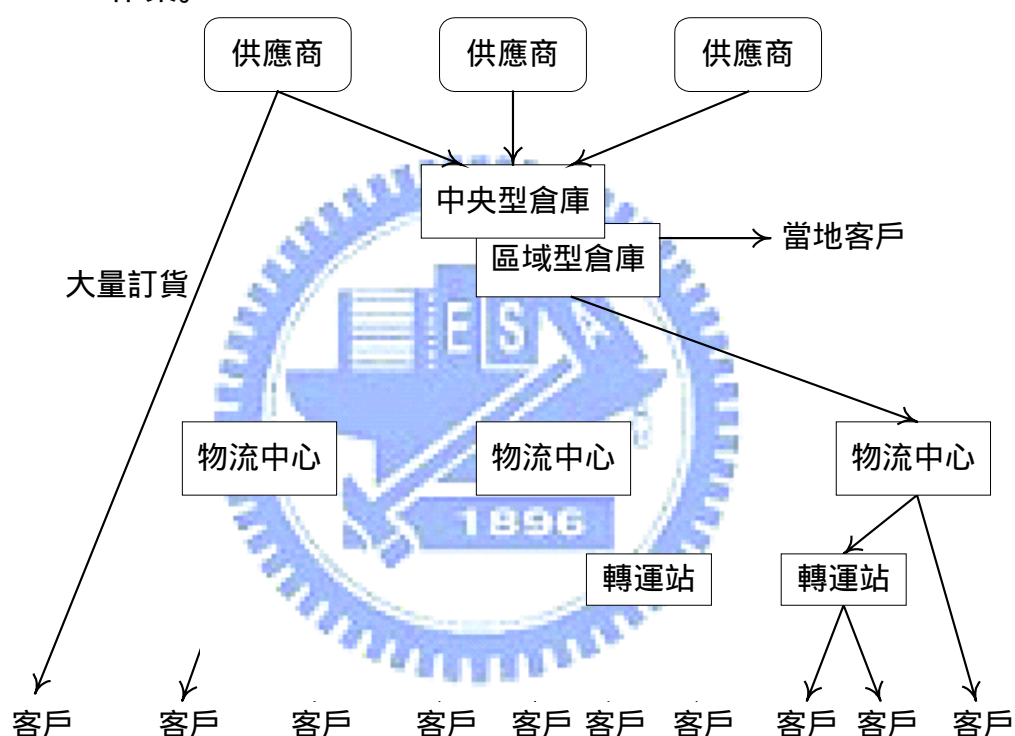 供應商 供應商 供應商
中央型倉庫
區域型倉庫 當地客戶
大量訂貨
E S A
物流中心 物流中心 物流中心
1896
轉運站 轉運站
客戶 客戶 客戶 客戶 客戶 客戶 客戶 客戶 客戶 客戶